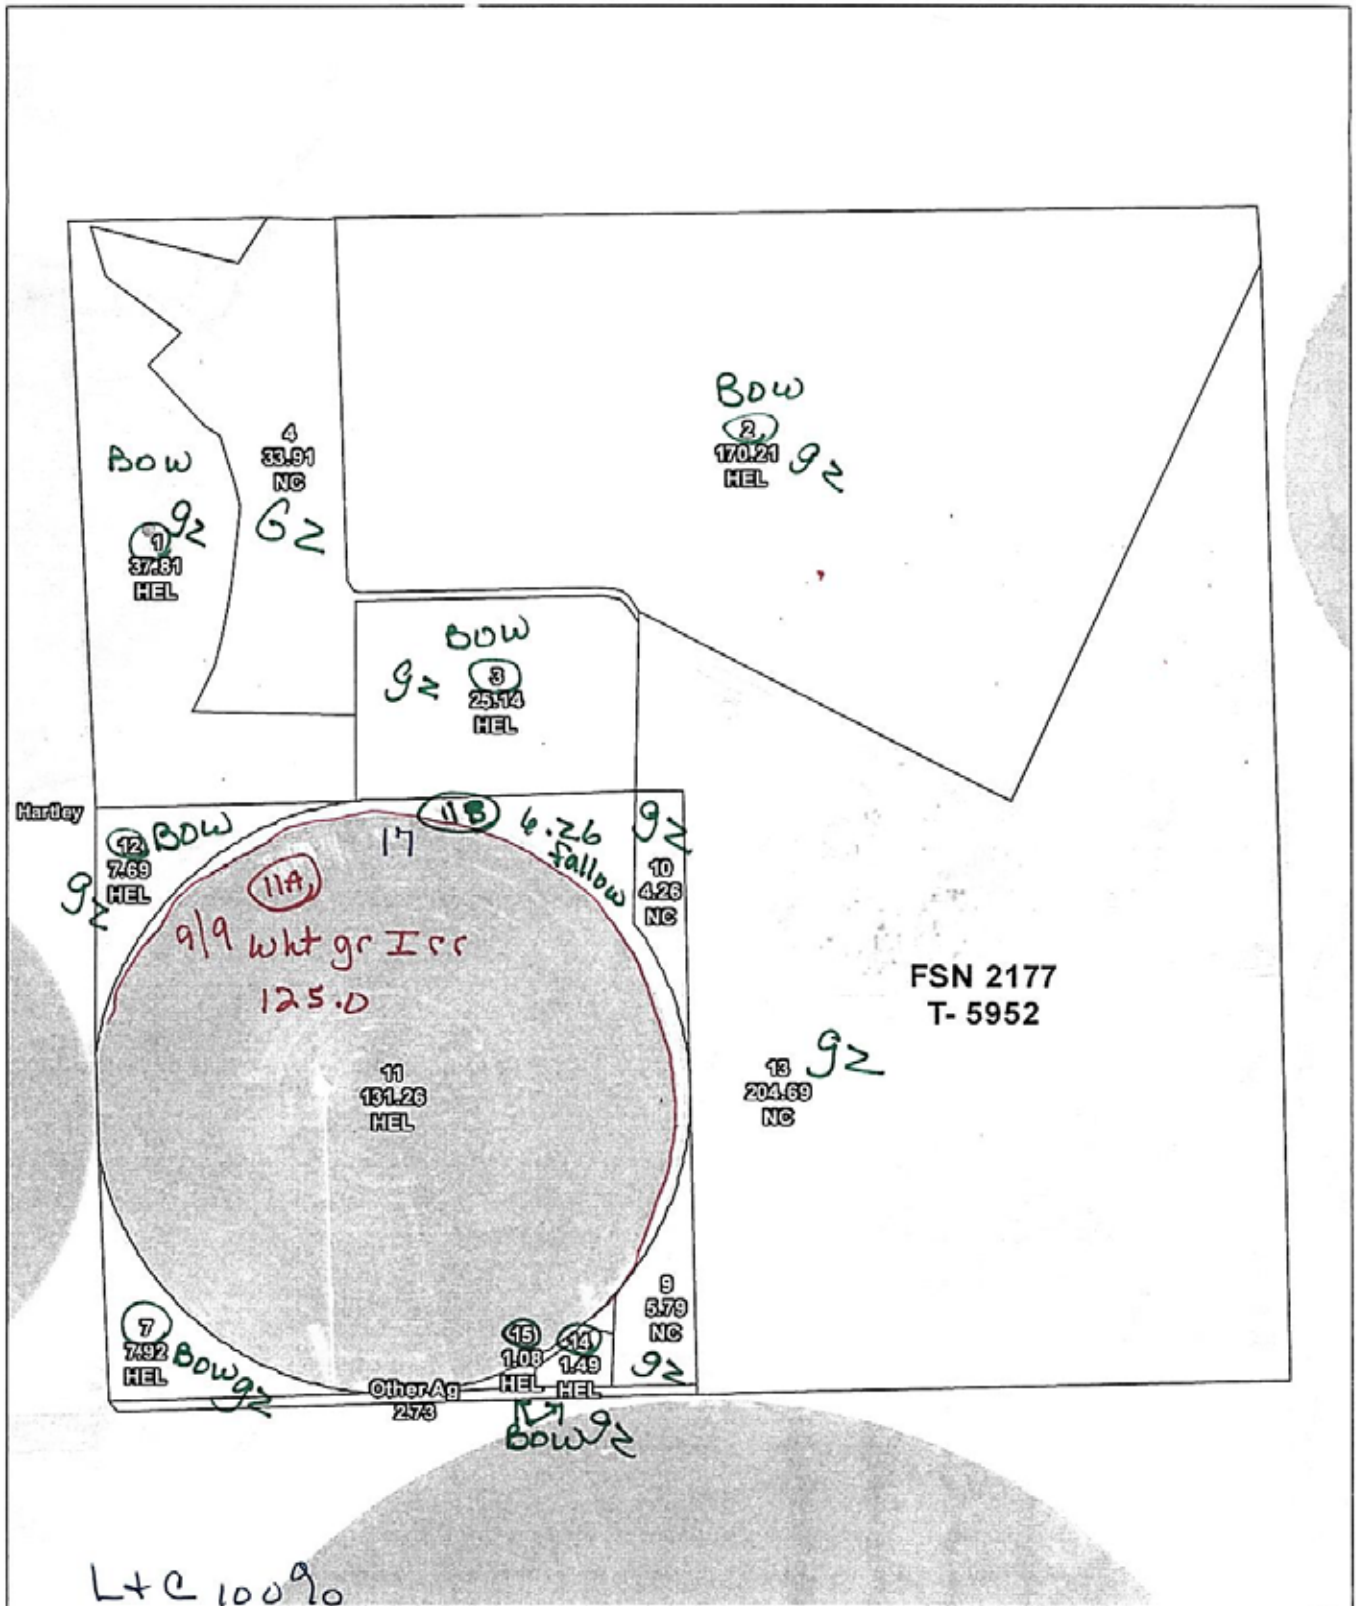 BOW
2
170.21 gz
HEL
4
33.91
NC
Gz
BOW
gz
1
37.81
HEL
BOW
gz 3
25.14
HEL
Hartley
12 BOW
7.69
HEL
gz
11B
6.26
fallow
17
11A
9/9 wht gr Irr
125.0
gz
10
4.26
NC
FSN 2177
T- 5952
11
131.26
HEL
13 gz
204.69
NC
7
7.92
HEL
BOW gz
15
1.08
HEL
14
1.49
HEL
9
5.79
NC
gz
Other Ag
2.73
BOW gz
L+C 100%